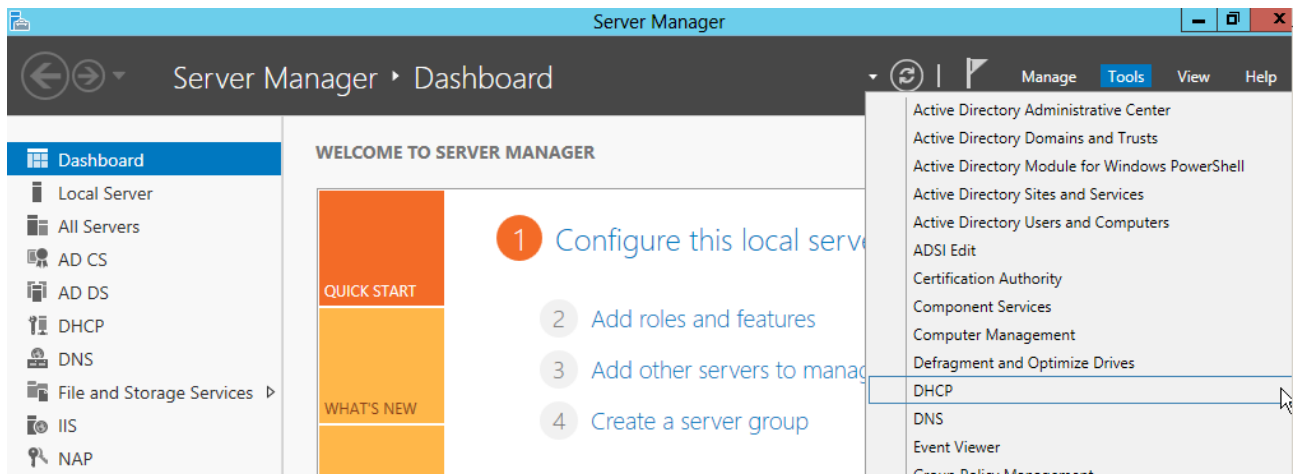 Server Manager
Server Manager ‣ Dashboard
Manage Tools View Help
Dashboard
Local Server
All Servers
AD CS
AD DS
DHCP
DNS
File and Storage Services
IIS
NAP
WELCOME TO SERVER MANAGER
QUICK START
WHAT'S NEW
1 Configure this local serve
2 Add roles and features
3 Add other servers to manag
4 Create a server group
Active Directory Administrative Center
Active Directory Domains and Trusts
Active Directory Module for Windows PowerShell
Active Directory Sites and Services
Active Directory Users and Computers
ADSI Edit
Certification Authority
Component Services
Computer Management
Defragment and Optimize Drives
DHCP
DNS
Event Viewer
Group Policy Management